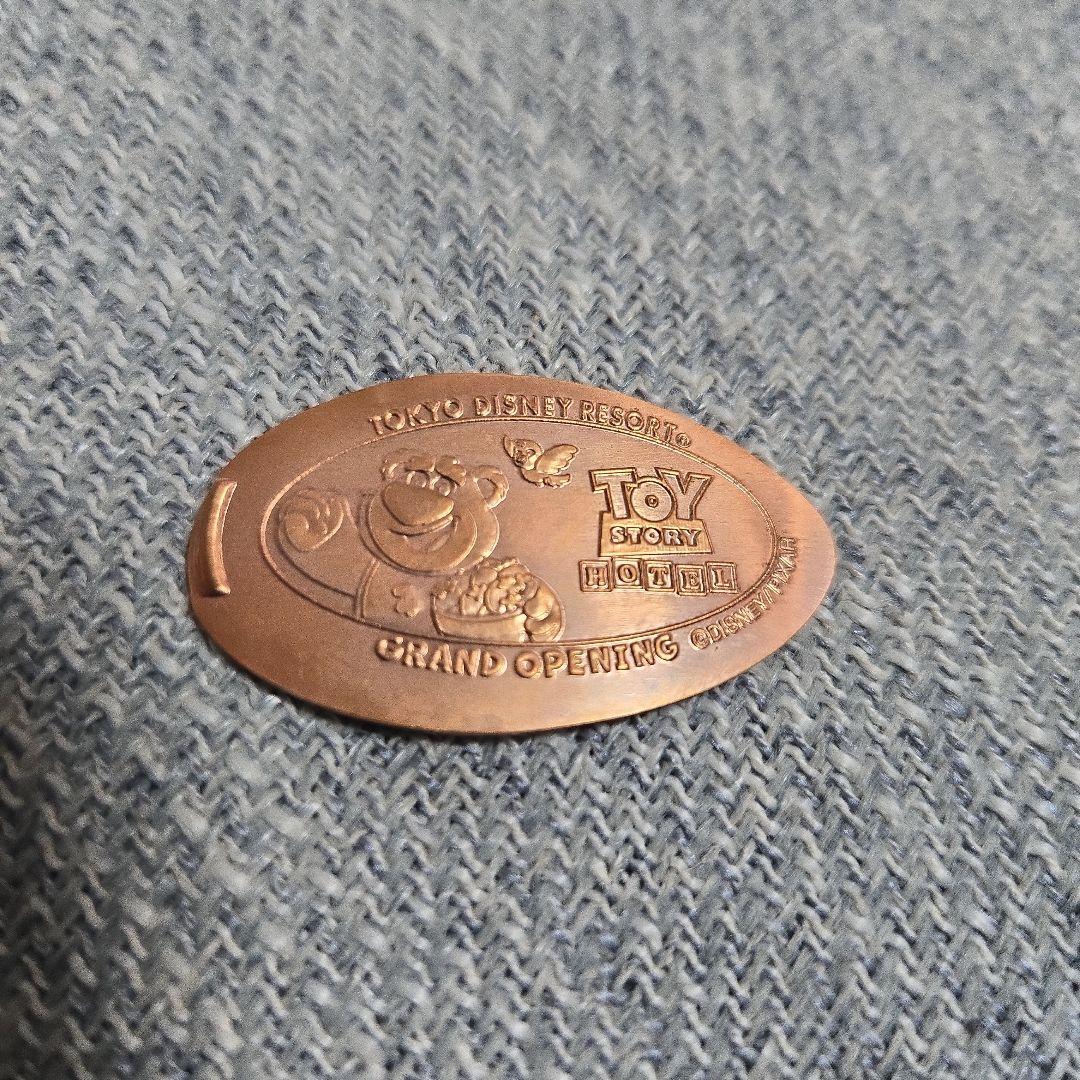 TOKYO DISNEY RESORT®
TOY
STORY
HOTEL
GRAND OPENING
©DISNEY/PIXAR